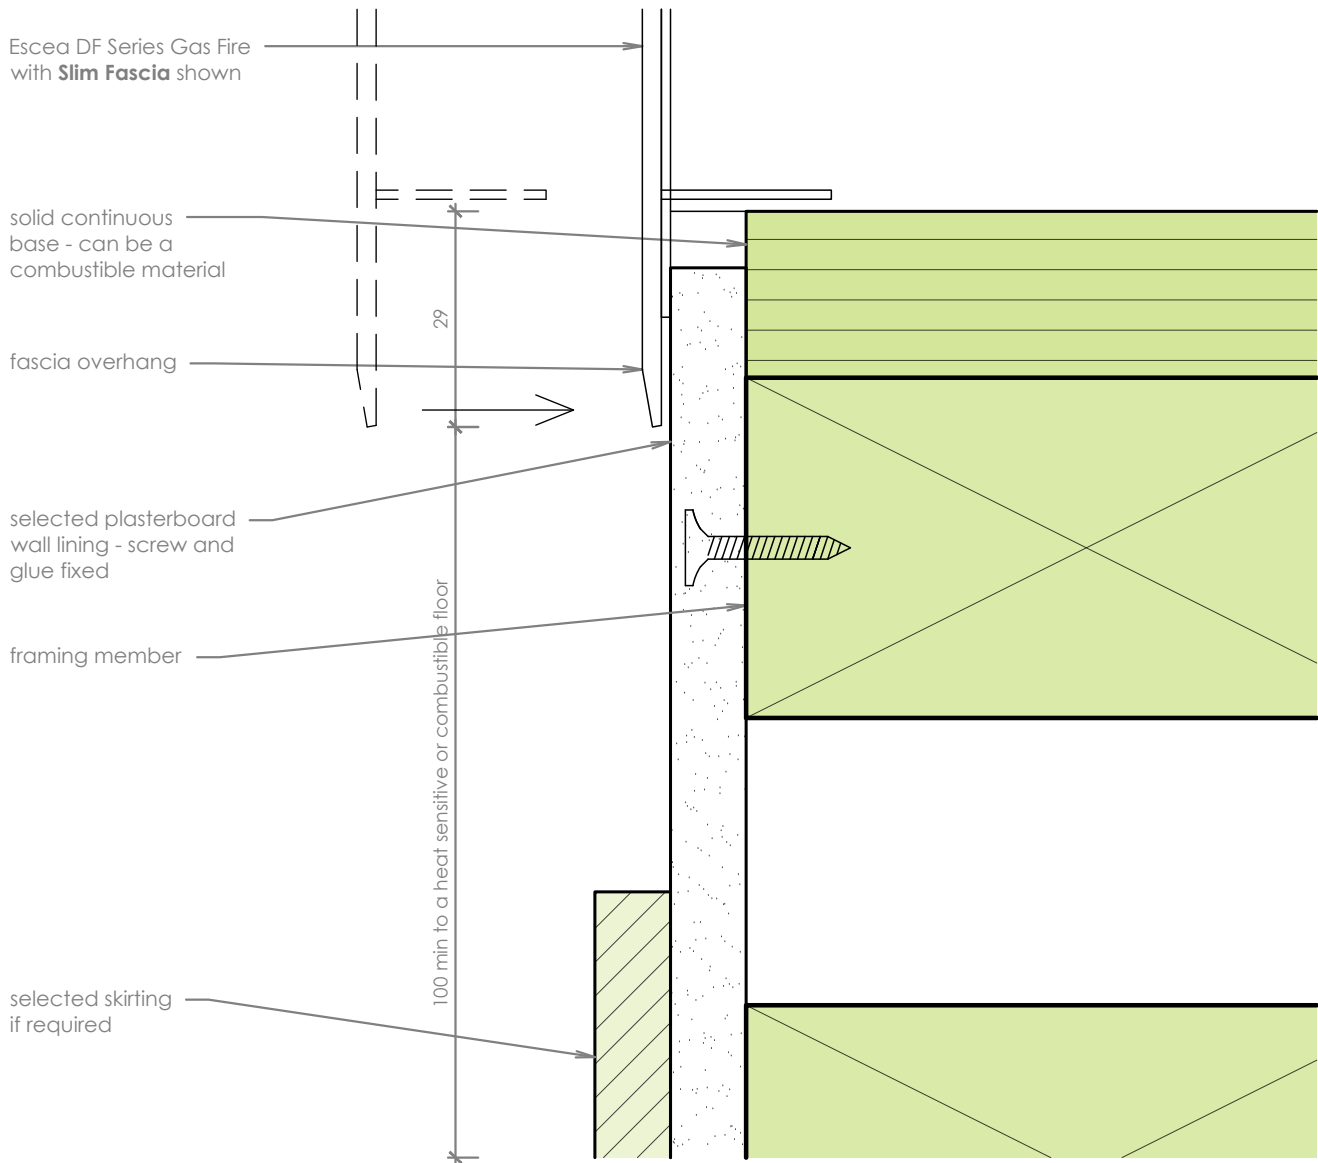 Escea DF Series Gas Fire
with Slim Fascia shown
solid continuous
base - can be a
combustible material
29
fascia overhang
selected plasterboard
wall lining - screw and
glue fixed
100 min to a heat sensitive or combustible floor
framing member
selected skirting
if required